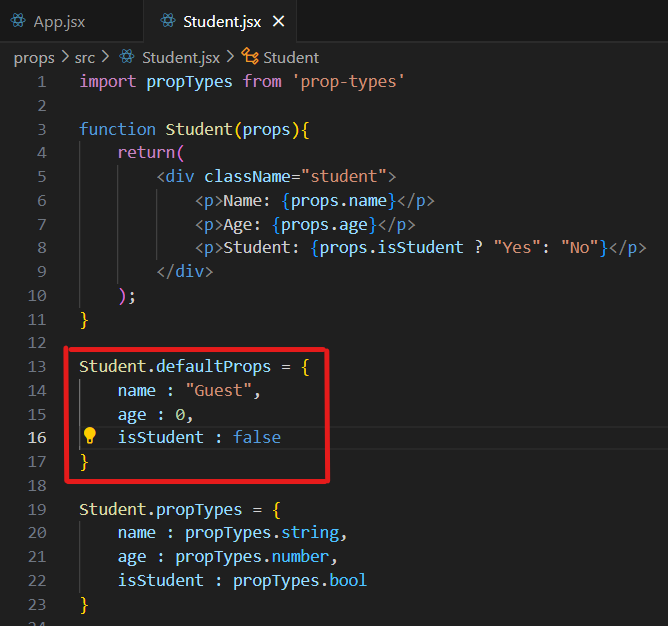 App.jsx Student.jsx
props > src > Student.jsx > Student
1 import propTypes from 'prop-types'
2
3 function Student(props){
4 return(
5 <div className="student">
6 <p>Name: {props.name}</p>
7 <p>Age: {props.age}</p>
8 <p>Student: {props.isStudent ? "Yes": "No"}</p>
9 </div>
10 );
11 }
12
13 Student.defaultProps = {
14 name : "Guest",
15 age : 0,
16 isStudent : false
17 }
18
19 Student.propTypes = {
20 name : propTypes.string,
21 age : propTypes.number,
22 isStudent : propTypes.bool
23 }